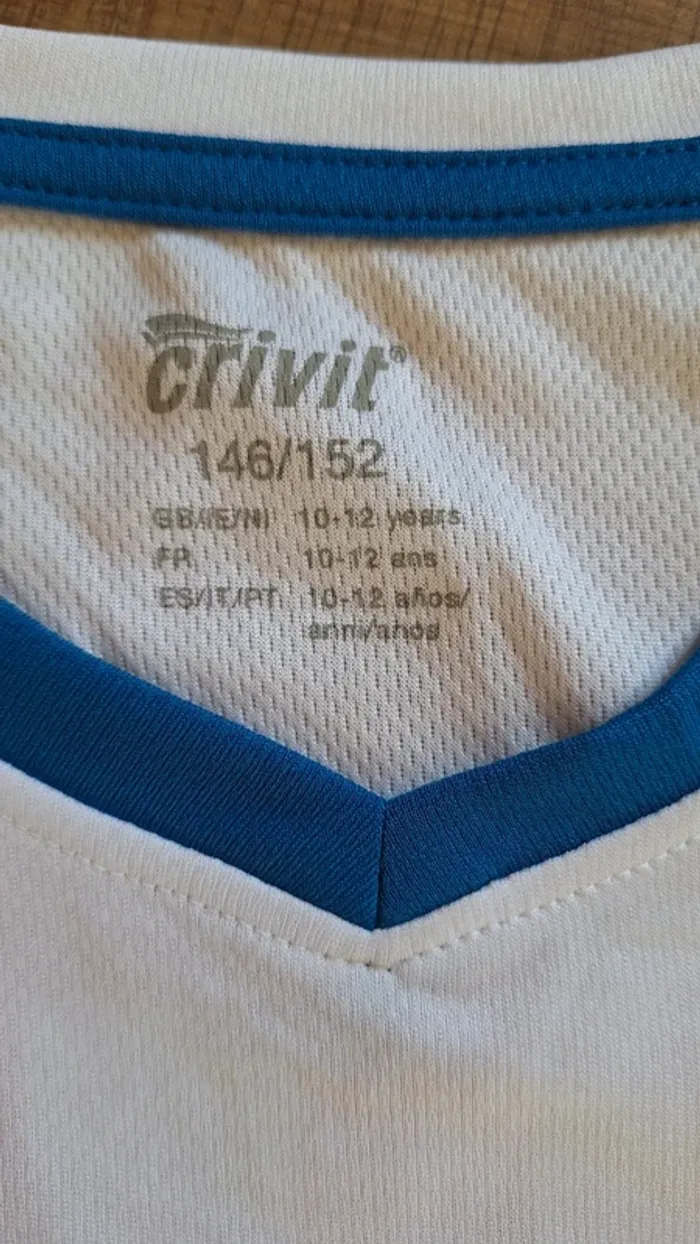 crivit®
146/152
GB/IE/NI 10-12 years
FR 10-12 ans
ES/IT/PT 10-12 años/
anni/anos